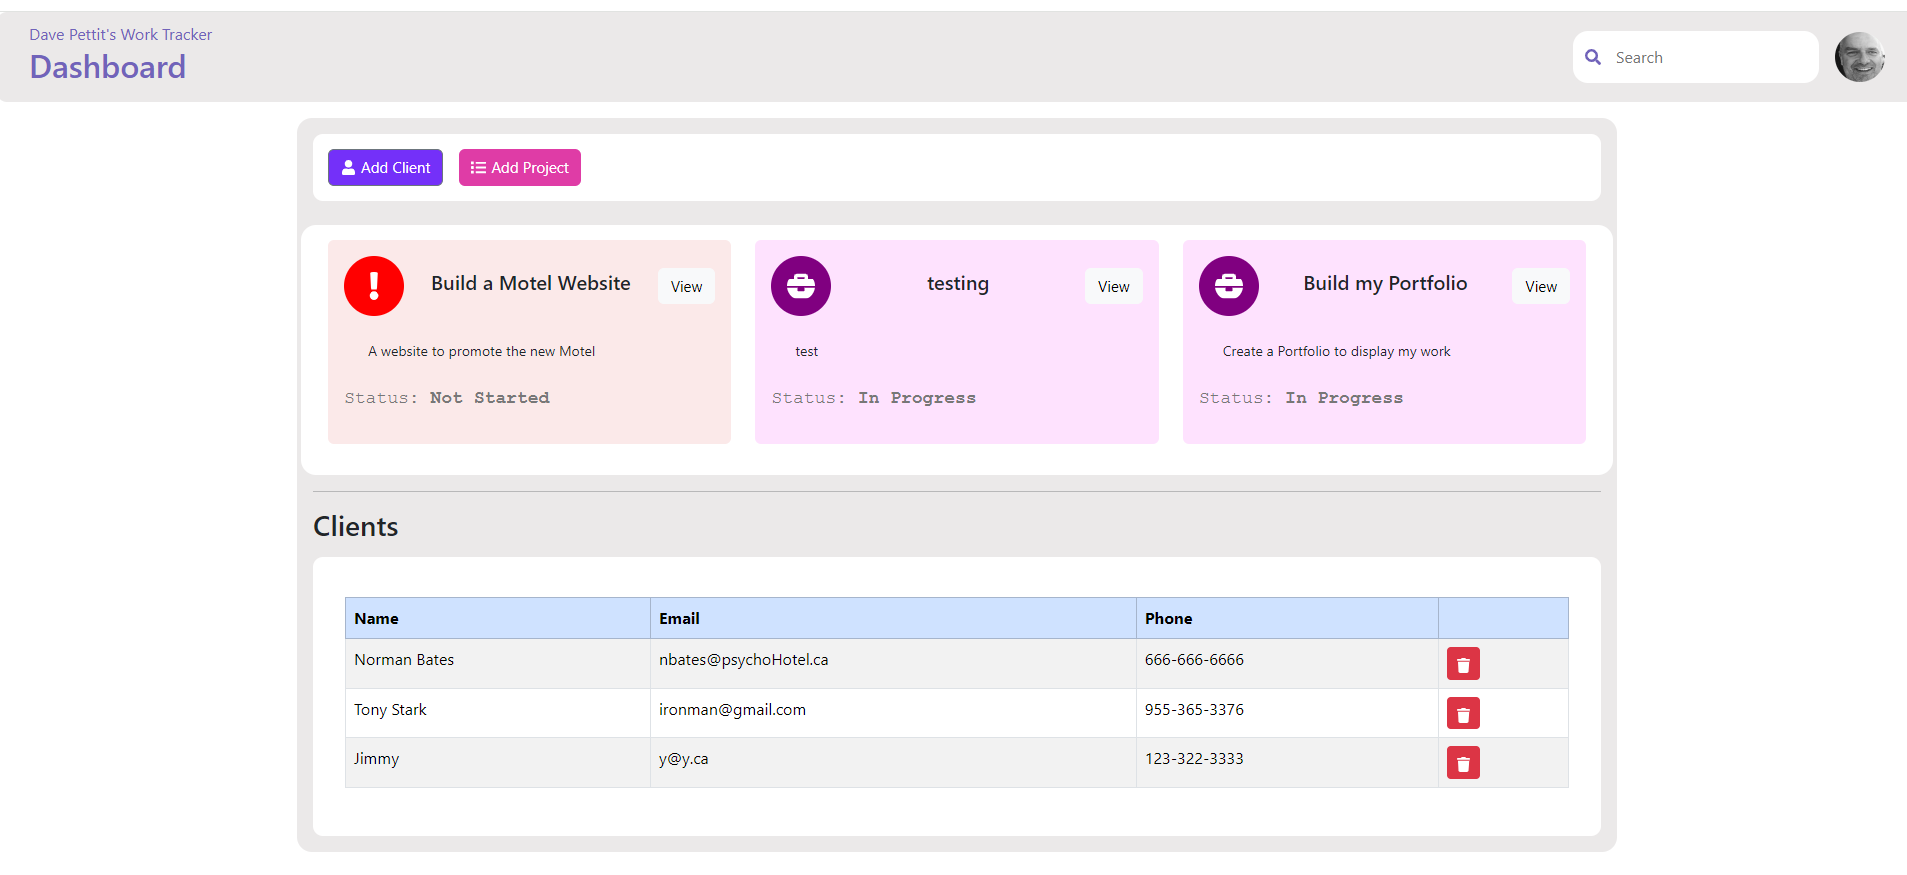 Dave Pettit's Work Tracker
Dashboard
Search
Add Client
Add Project
Build a Motel Website
View
A website to promote the new Motel
Status: Not Started
testing
View
test
Status: In Progress
Build my Portfolio
View
Create a Portfolio to display my work
Status: In Progress
Clients
Name Email Phone
Norman Bates nbates@psychoHotel.ca 666-666-6666
Tony Stark ironman@gmail.com 955-365-3376
Jimmy y@y.ca 123-322-3333